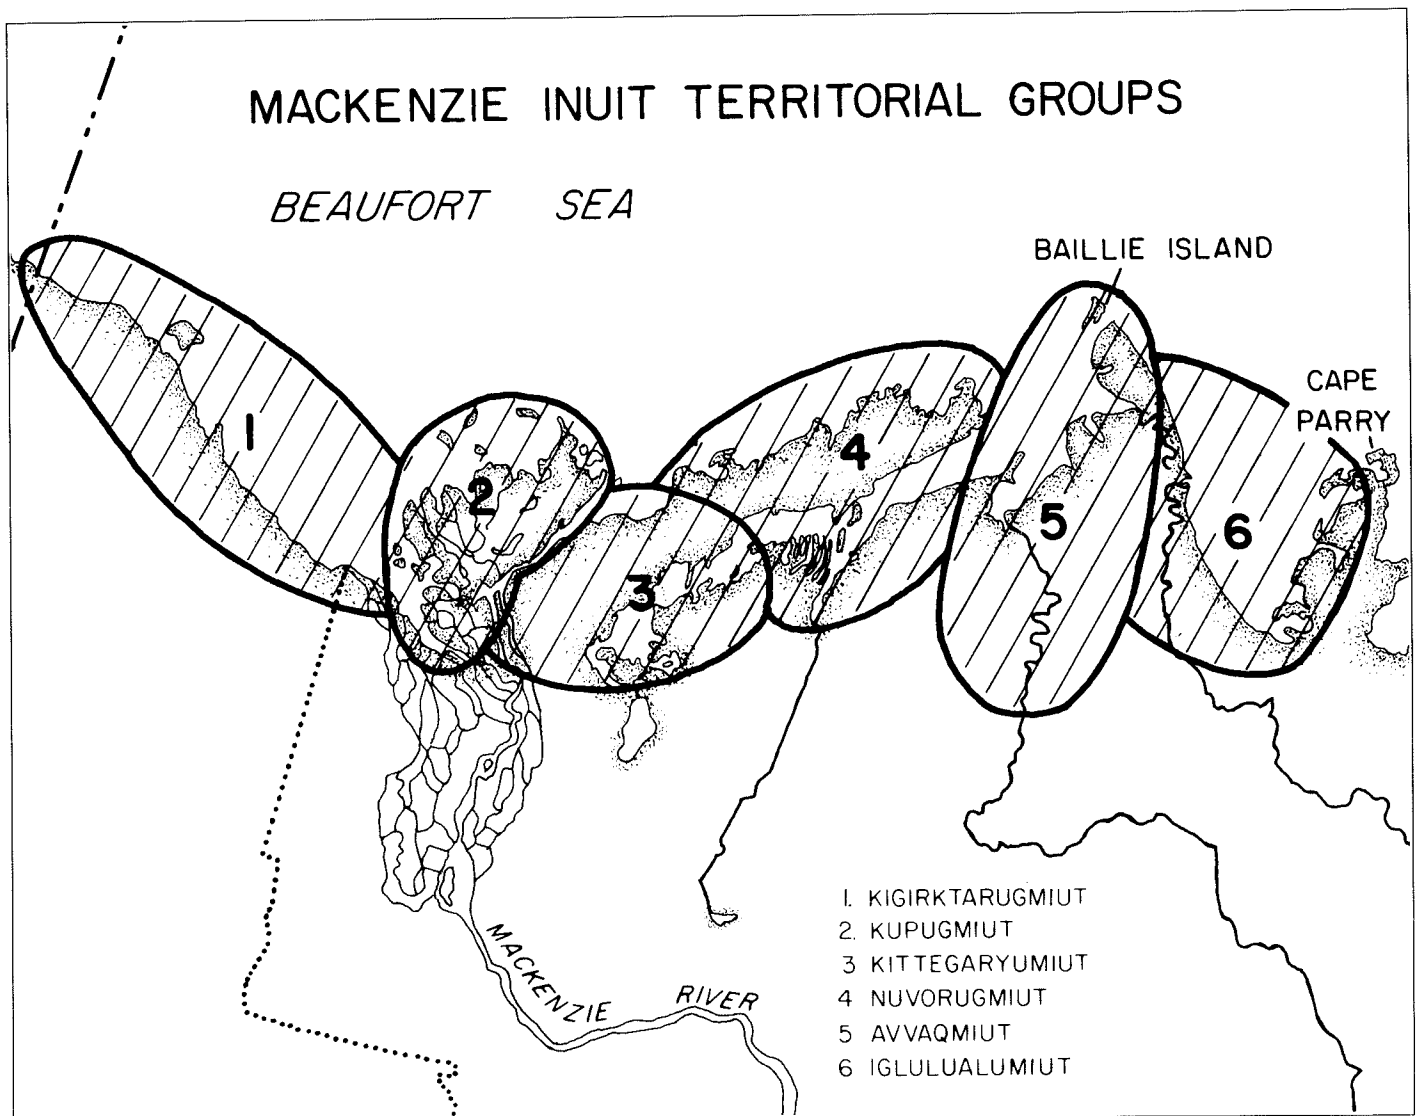 MACKENZIE INUIT TERRITORIAL GROUPS
BEAUFORT SEA
BAILLIE ISLAND
CAPE
PARRY
1
2
3
4
5
6
MACKENZIE RIVER
1. KIGIRKTARUGMIUT
2. KUPUGMIUT
3 KITTEGARYUMIUT
4 NUVORUGMIUT
5 AVVAQMIUT
6 IGLULUALUMIUT